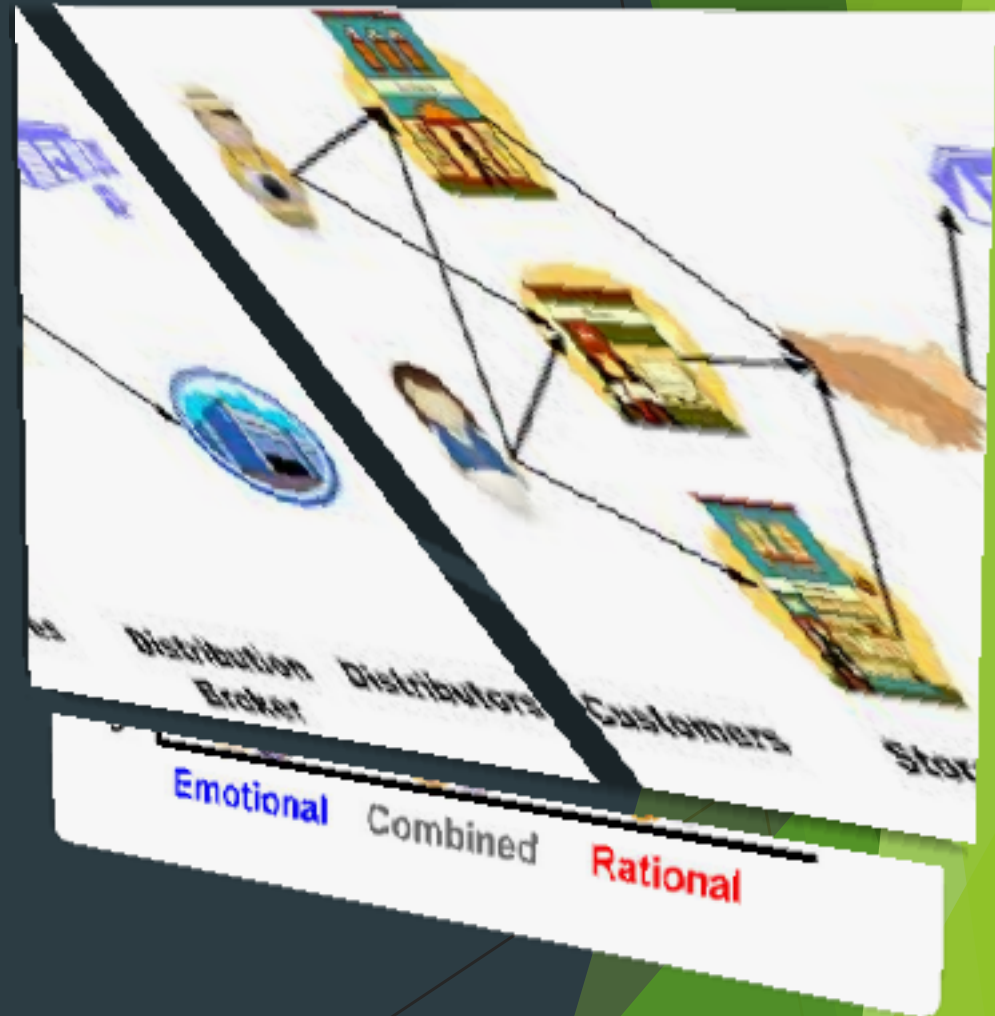 Distribution
Broker
Distributors
Customers
Emotional
Combined
Rational